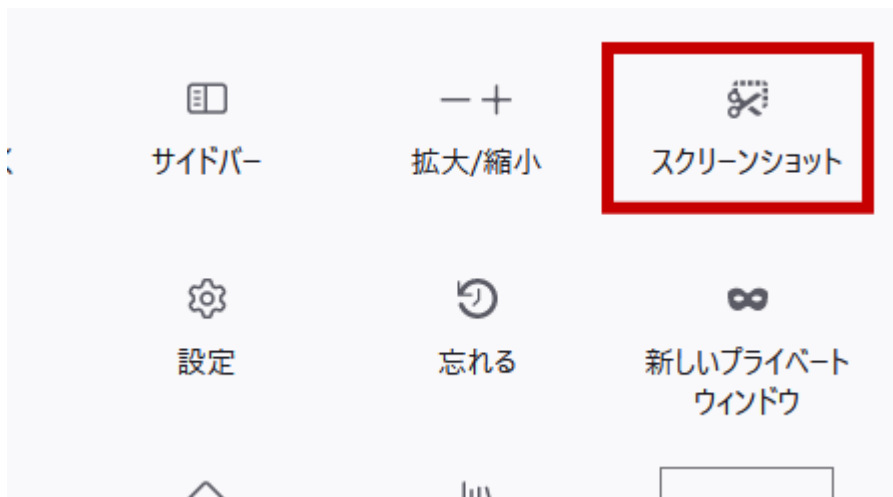 サイドバー
拡大/縮小
スクリーンショット
設定
忘れる
新しいプライベート
ウィンドウ